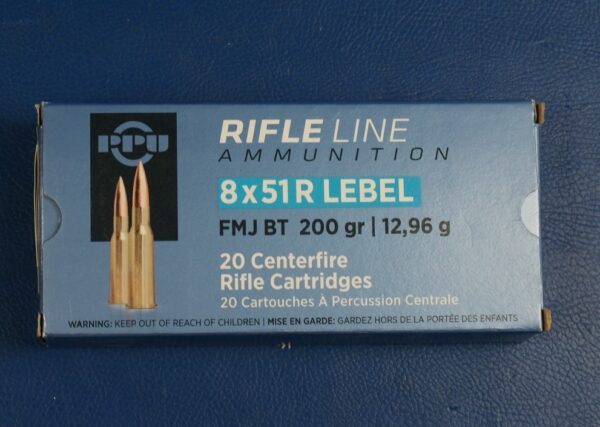 PPU
RIFLE LINE
AMMUNITION
8x51R LEBEL
FMJ BT 200 gr | 12,96 g
20 Centerfire
Rifle Cartridges
20 Cartouches À Percussion Centrale
WARNING: KEEP OUT OF REACH OF CHILDREN | MISE EN GARDE: GARDEZ HORS DE LA PORTÉE DES ENFANTS